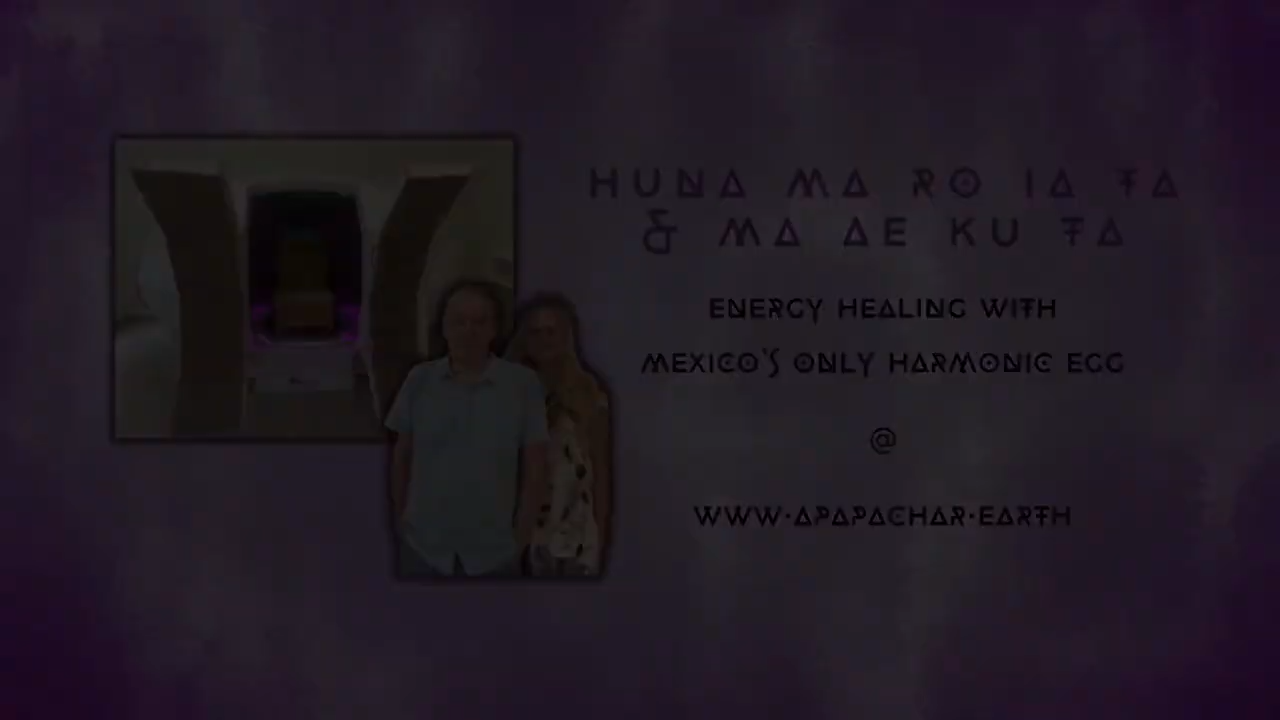 HUNA MA RO IA TA
& MA AE KU TA
ENERGY HEALING WITH
MEXICO'S ONLY HARMONIC EGG
@
WWW.APAPACHAR.EARTH